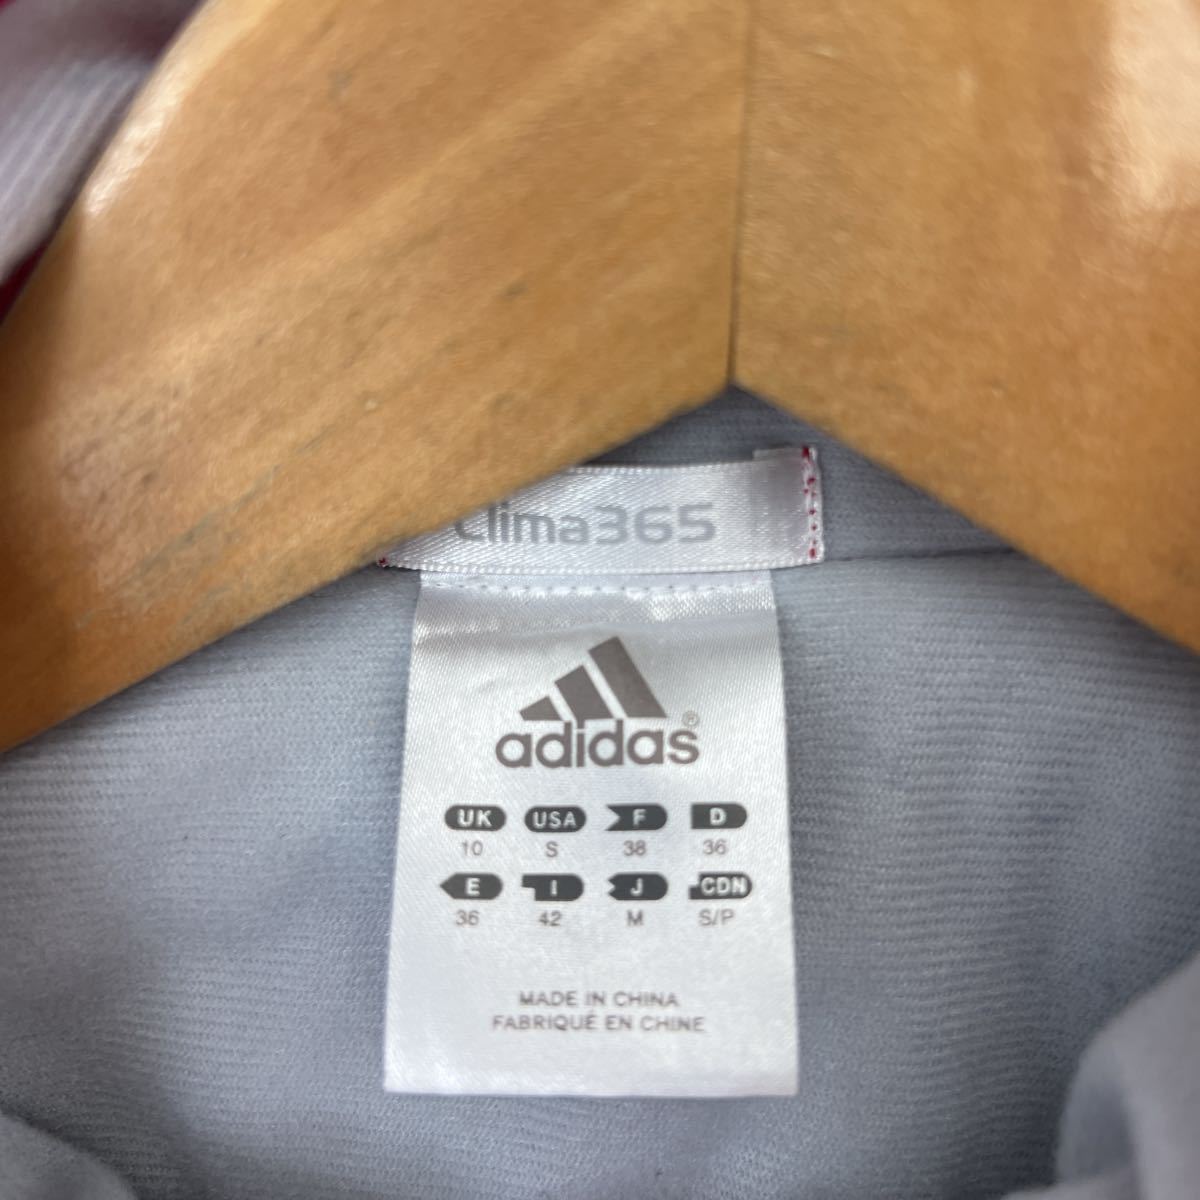 clima365
adidas®
UK USA F D
10 S 38 36
E I J CDN
36 42 M S/P
MADE IN CHINA
FABRIQUÉ EN CHINE